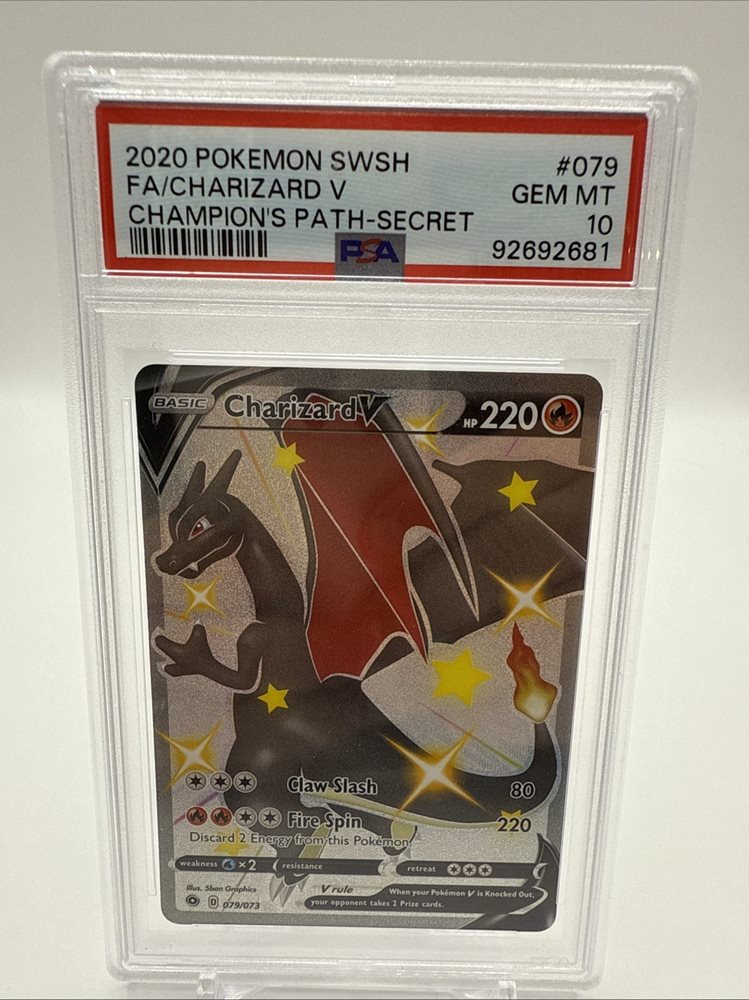 2020 POKEMON SWSH #079
FA/CHARIZARD V GEM MT
CHAMPION'S PATH-SECRET 10
PSA 92692681
BASIC Charizard V HP 220
Claw Slash 80
Fire Spin 220
Discard 2 Energy from this Pokémon.
weakness ×2 resistance retreat
Illus. 5ban Graphics
V rule When your Pokémon V is Knocked Out,
your opponent takes 2 Prize cards.
D 079/073